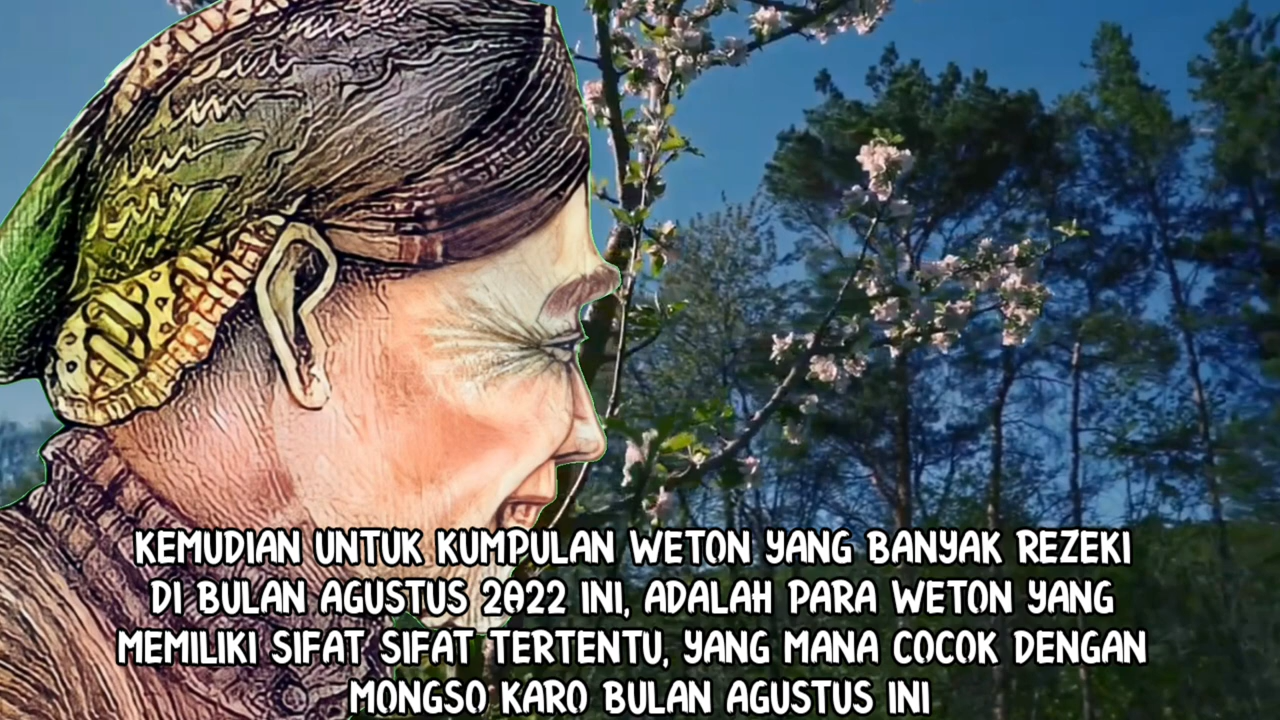 KEMUDIAN UNTUK KUMPULAN WETON YANG BANYAK REZEKI
DI BULAN AGUSTUS 2022 INI, ADALAH PARA WETON YANG
MEMILIKI SIFAT SIFAT TERTENTU, YANG MANA COCOK DENGAN
MONGSO KARO BULAN AGUSTUS INI